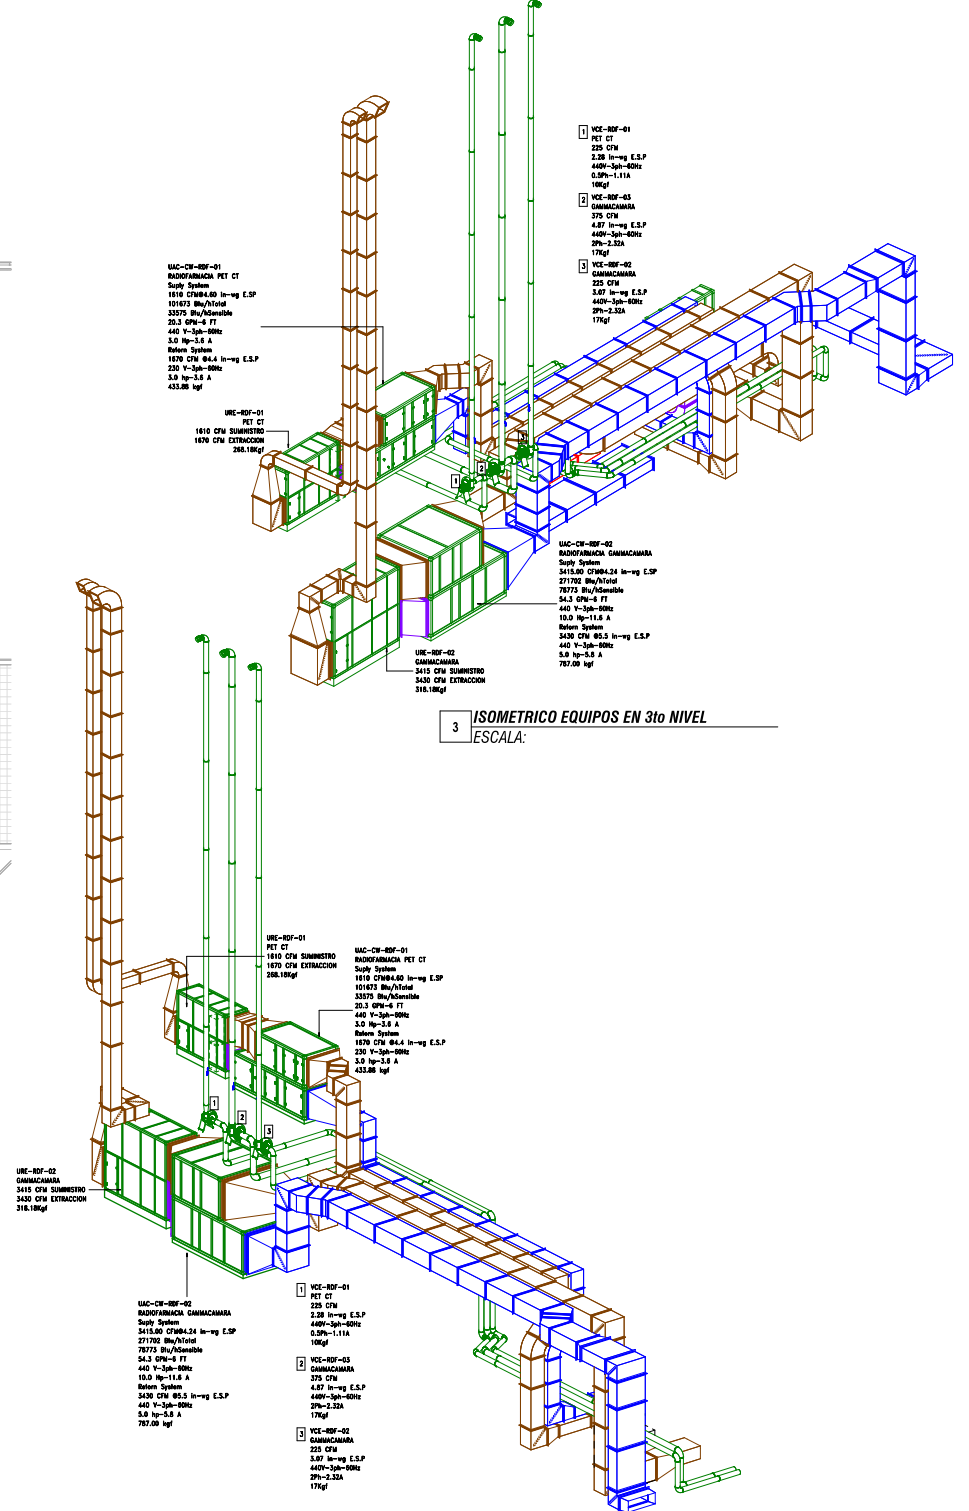 1 VCE-RDF-01
PET CT
225 CFM
2.28 in-wg E.S.P
440V-3ph-60Hz
0.5Ph-1.11A
10Kgf
2 VCE-RDF-03
GAMMACAMARA
375 CFM
4.87 in-wg E.S.P
440V-3ph-60Hz
2Ph-2.32A
17Kgf
3 VCE-RDF-02
GAMMACAMARA
225 CFM
3.07 in-wg E.S.P
440V-3ph-60Hz
2Ph-2.32A
17Kgf
UAC-CW-RDF-01
RADIOFARMACIA PET CT
Suply System
1610 CFM@4.60 in-wg E.SP
101673 Btu/hTotal
33575 Btu/hSensible
20.3 GPM-6 FT
440 V-3ph-60Hz
3.0 Hp-3.6 A
Retorn System
1670 CFM @4.4 in-wg E.S.P
230 V-3ph-60Hz
3.0 hp-3.6 A
433.86 kgf
URE-RDF-01
PET CT
1610 CFM SUMINISTRO
1670 CFM EXTRACCION
268.18Kgf
1
2
3
UAC-CW-RDF-02
RADIOFARMACIA GAMMACAMARA
Suply System
3415.00 CFM@4.24 in-wg E.SP
271702 Btu/hTotal
78773 Btu/hSensible
54.3 GPM-6 FT
440 V-3ph-60Hz
10.0 Hp-11.6 A
Retorn System
3430 CFM @5.5 in-wg E.S.P
440 V-3ph-60Hz
5.0 hp-5.8 A
787.00 kgf
URE-RDF-02
GAMMACAMARA
3415 CFM SUMINISTRO
3430 CFM EXTRACCION
318.18Kgf
3 ISOMETRICO EQUIPOS EN 3to NIVEL
ESCALA:
URE-RDF-01
PET CT
1610 CFM SUMINISTRO
1670 CFM EXTRACCION
268.18Kgf
UAC-CW-RDF-01
RADIOFARMACIA PET CT
Suply System
1610 CFM@4.60 in-wg E.SP
101673 Btu/hTotal
33575 Btu/hSensible
20.3 GPM-6 FT
440 V-3ph-60Hz
3.0 Hp-3.6 A
Retorn System
1670 CFM @4.4 in-wg E.S.P
230 V-3ph-60Hz
3.0 hp-3.6 A
433.86 kgf
1
2
3
URE-RDF-02
GAMMACAMARA
3415 CFM SUMINISTRO
3430 CFM EXTRACCION
318.18Kgf
UAC-CW-RDF-02
RADIOFARMACIA GAMMACAMARA
Suply System
3415.00 CFM@4.24 in-wg E.SP
271702 Btu/hTotal
78773 Btu/hSensible
54.3 GPM-6 FT
440 V-3ph-60Hz
10.0 Hp-11.6 A
Retorn System
3430 CFM @5.5 in-wg E.S.P
440 V-3ph-60Hz
5.0 hp-5.8 A
787.00 kgf
1 VCE-RDF-01
PET CT
225 CFM
2.28 in-wg E.S.P
440V-3ph-60Hz
0.5Ph-1.11A
10Kgf
2 VCE-RDF-03
GAMMACAMARA
375 CFM
4.87 in-wg E.S.P
440V-3ph-60Hz
2Ph-2.32A
17Kgf
3 VCE-RDF-02
GAMMACAMARA
225 CFM
3.07 in-wg E.S.P
440V-3ph-60Hz
2Ph-2.32A
17Kgf